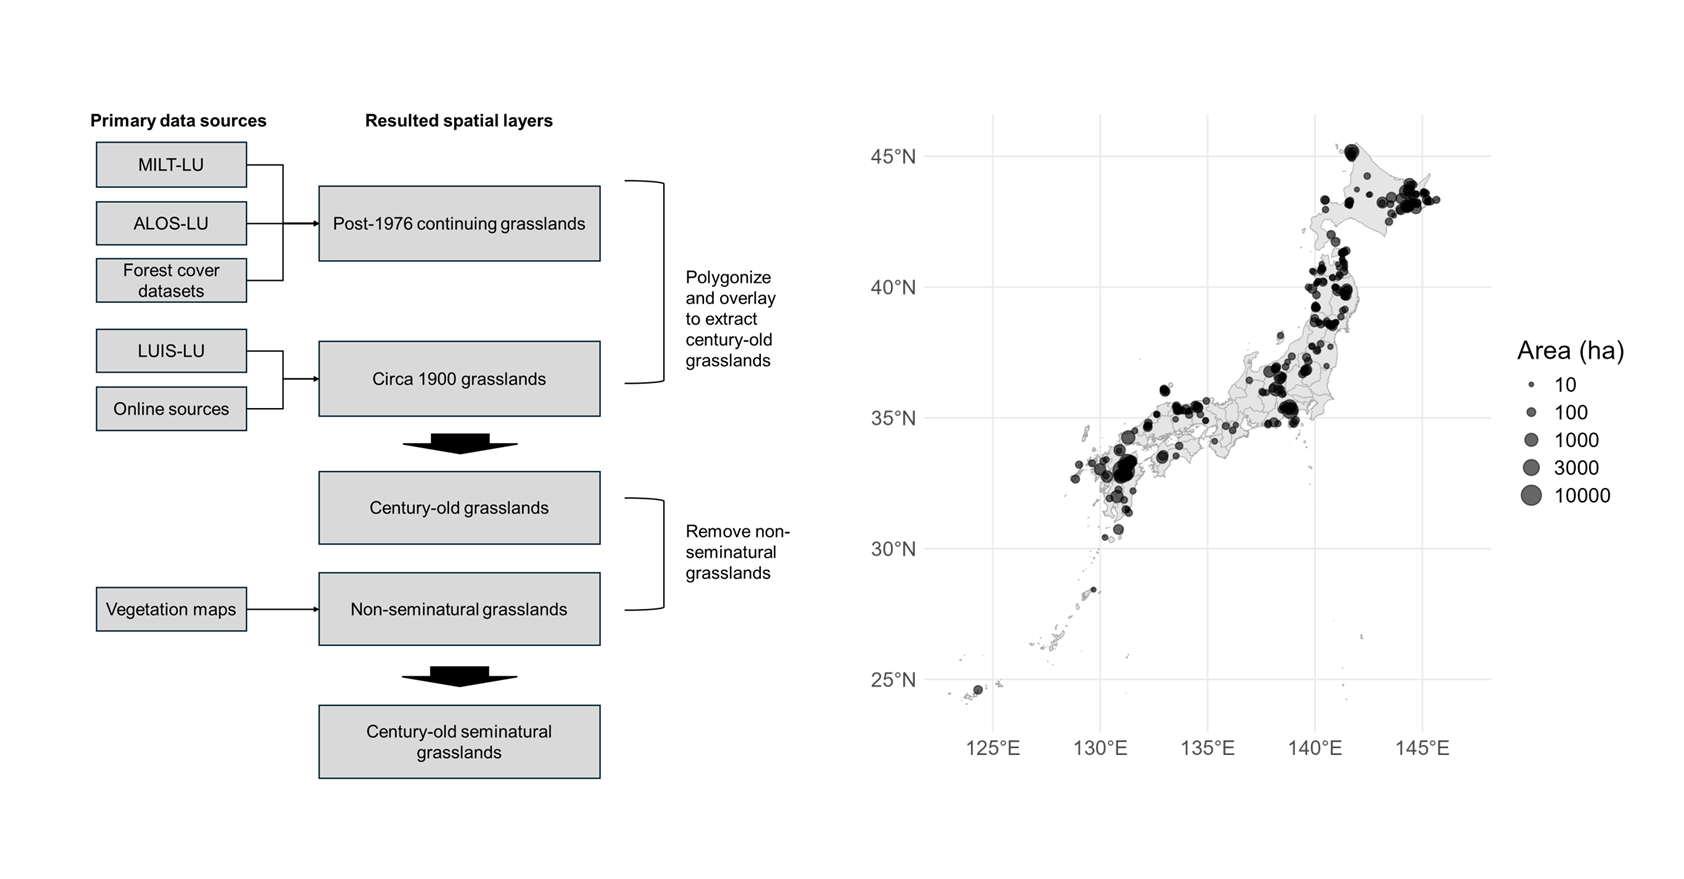 Primary data sources
Resulted spatial layers
MILT-LU
ALOS-LU
Forest cover
datasets
Post-1976 continuing grasslands
LUIS-LU
Online sources
Circa 1900 grasslands
Polygonize
and overlay
to extract
century-old
grasslands
Century-old grasslands
Vegetation maps
Non-seminatural grasslands
Remove non-
seminatural
grasslands
Century-old seminatural
grasslands
45°N
40°N
35°N
30°N
25°N
125°E
130°E
135°E
140°E
145°E
Area (ha)
10
100
1000
3000
10000